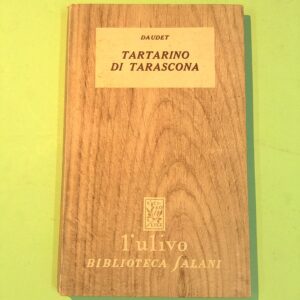 DAUDET
TARTARINO
DI TARASCONA
l'ulivo
BIBLIOTECA SALANI